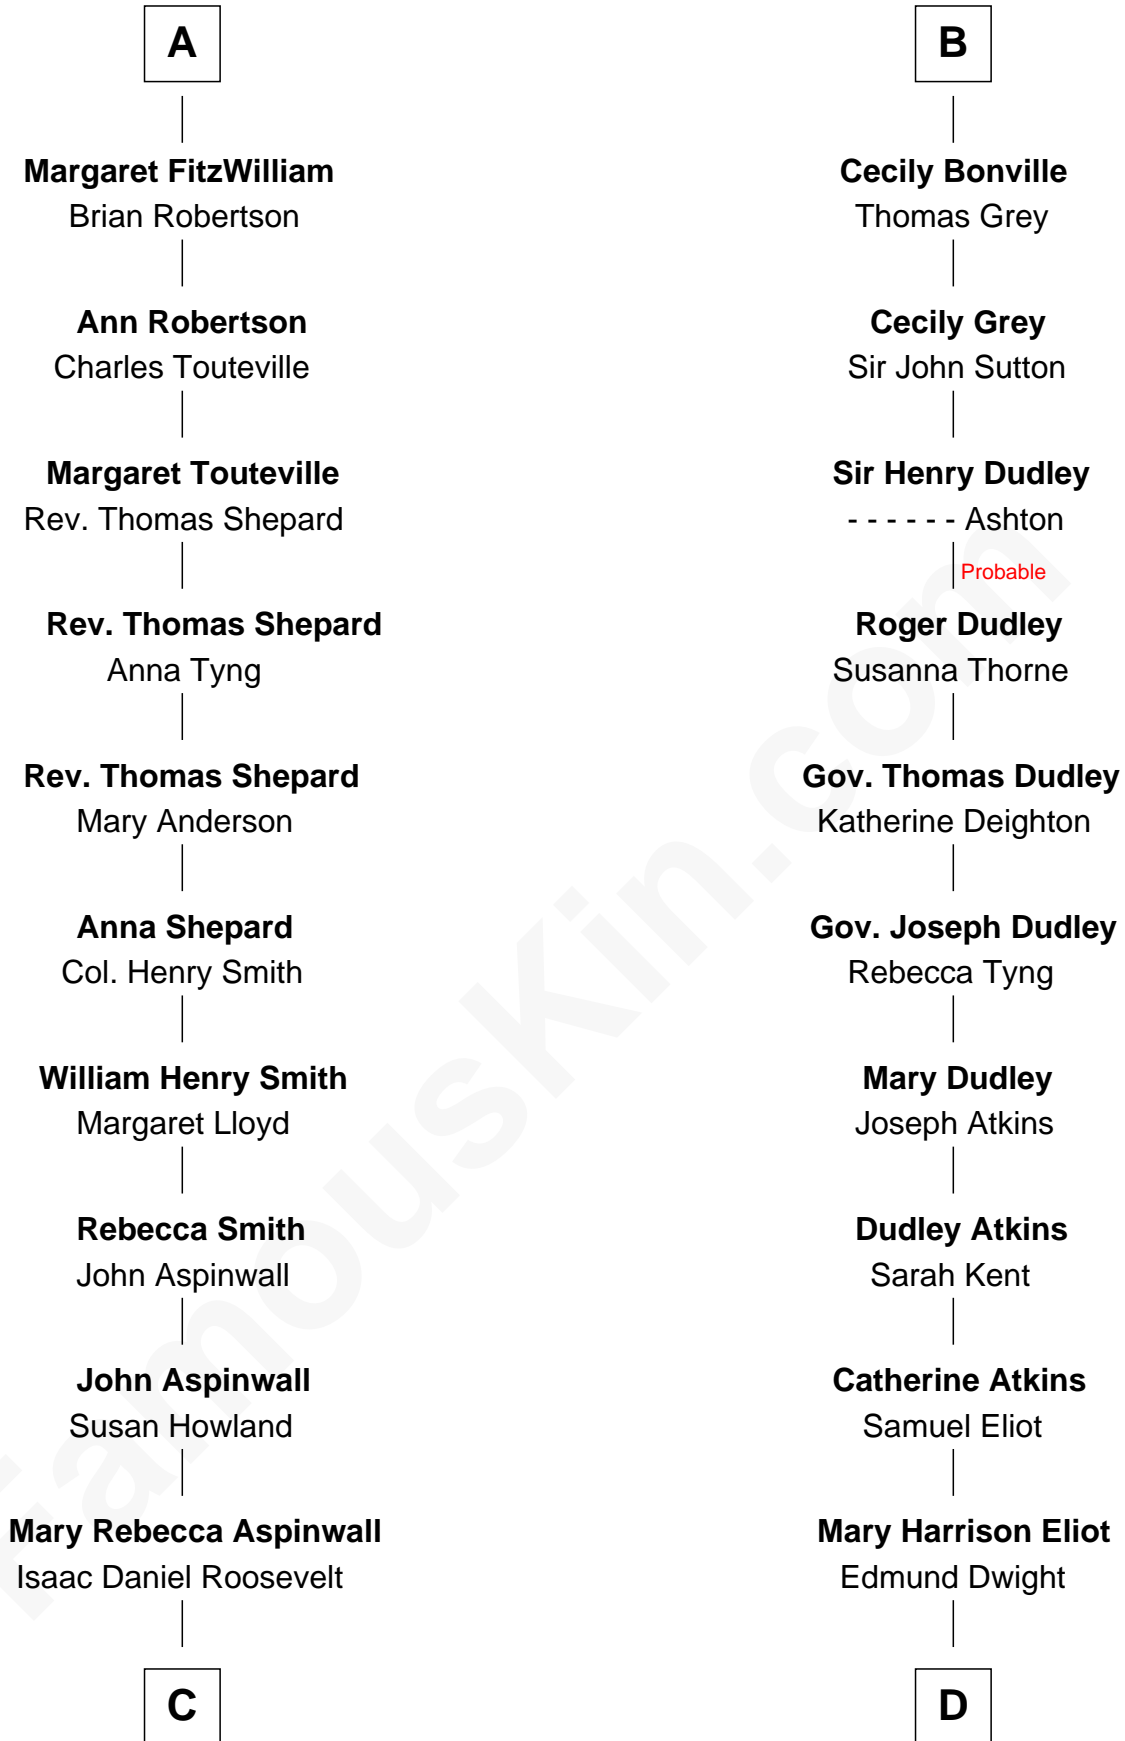 A
Margaret FitzWilliam
Brian Robertson
Ann Robertson
Charles Touteville
Margaret Touteville
Rev. Thomas Shepard
Rev. Thomas Shepard
Anna Tyng
Rev. Thomas Shepard
Mary Anderson
Anna Shepard
Col. Henry Smith
William Henry Smith
Margaret Lloyd
Rebecca Smith
John Aspinwall
John Aspinwall
Susan Howland
Mary Rebecca Aspinwall
Isaac Daniel Roosevelt
C
B
Cecily Bonville
Thomas Grey
Cecily Grey
Sir John Sutton
Sir Henry Dudley
- - - - - - Ashton
Probable
Roger Dudley
Susanna Thorne
Gov. Thomas Dudley
Katherine Deighton
Gov. Joseph Dudley
Rebecca Tyng
Mary Dudley
Joseph Atkins
Dudley Atkins
Sarah Kent
Catherine Atkins
Samuel Eliot
Mary Harrison Eliot
Edmund Dwight
D
FamousKin.com